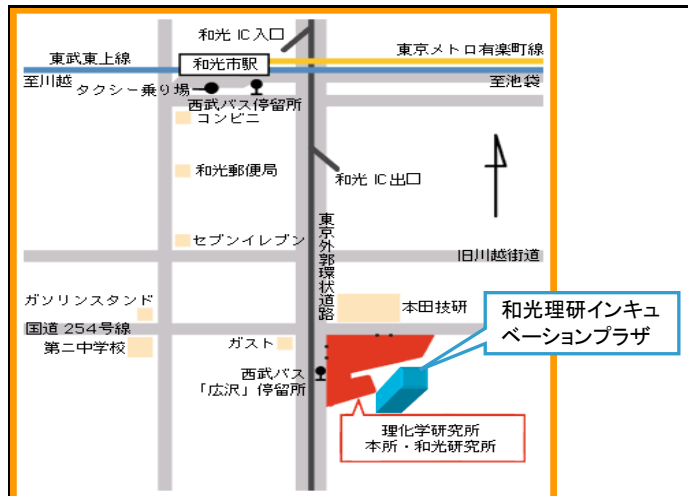 和光 IC 入口
東武東上線
東京メトロ有楽町線
和光市駅
至川越
至池袋
タクシー乗り場
西武バス停留所
コンビニ
和光郵便局
和光 IC 出口
セブンイレブン
東京外郭環状道路
旧川越街道
ガソリンスタンド
本田技研
国道 254号線
第二中学校
ガスト
和光理研インキュ
ベーションプラザ
西武バス
「広沢」停留所
理化学研究所
本所・和光研究所